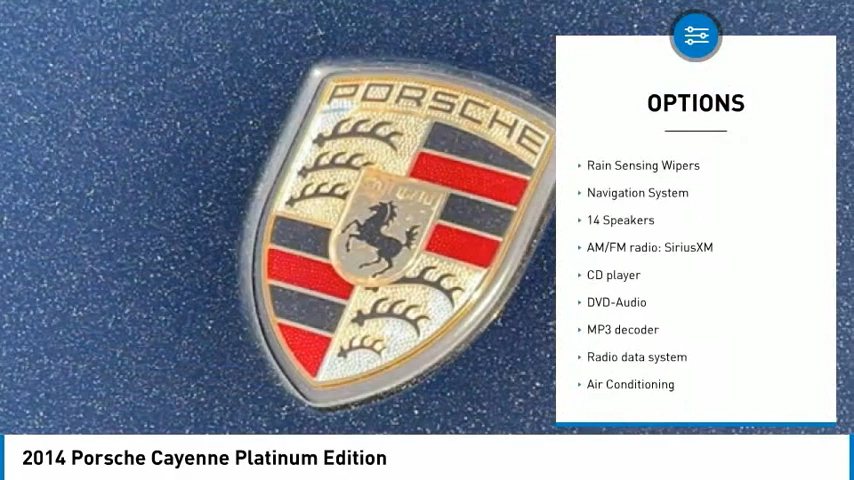 PORSCHE
OPTIONS
Rain Sensing Wipers
Navigation System
14 Speakers
AM/FM radio: SiriusXM
CD player
DVD-Audio
MP3 decoder
Radio data system
Air Conditioning
2014 Porsche Cayenne Platinum Edition